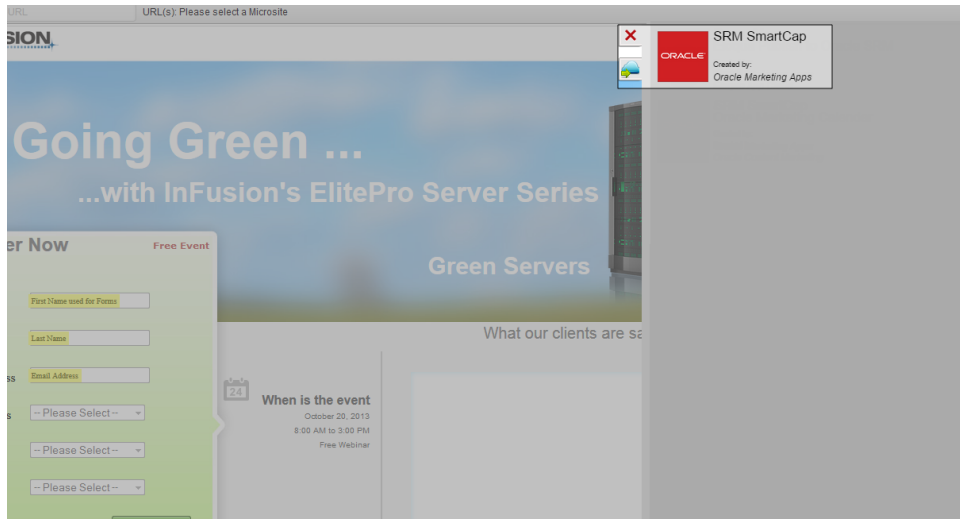 URL
URL(s): Please select a Microsite
SION
ORACLE
SRM SmartCap
Created by:
Oracle Marketing Apps
Going Green ...
...with InFusion's ElitePro Server Series
Green Servers
er Now
Free Event
First Name used for Forms
Last Name
ss
Email Address
s
-- Please Select --
-- Please Select --
-- Please Select --
What our clients are sa
24
When is the event
October 20, 2013
8:00 AM to 3:00 PM
Free Webinar